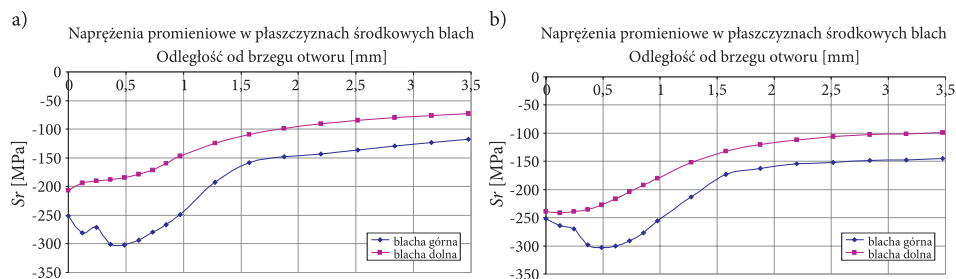 a)
Naprężenia promieniowe w płaszczyznach środkowych blach
Odległość od brzegu otworu [mm]
0 0,5 1 1,5 2 2,5 3 3.5
0
-50
-100
-150
-200
-250
-300
Sr [MPa]
blacha górna
blacha dolna
b)
Naprężenia promieniowe w płaszczyznach środkowych blach
Odległość od brzegu otworu [mm]
0 0,5 1 1,5 2 2,5 3 3,5
0
-50
-100
-150
-200
-250
-300
-350
Sr [MPa]
blacha górna
blacha dolna